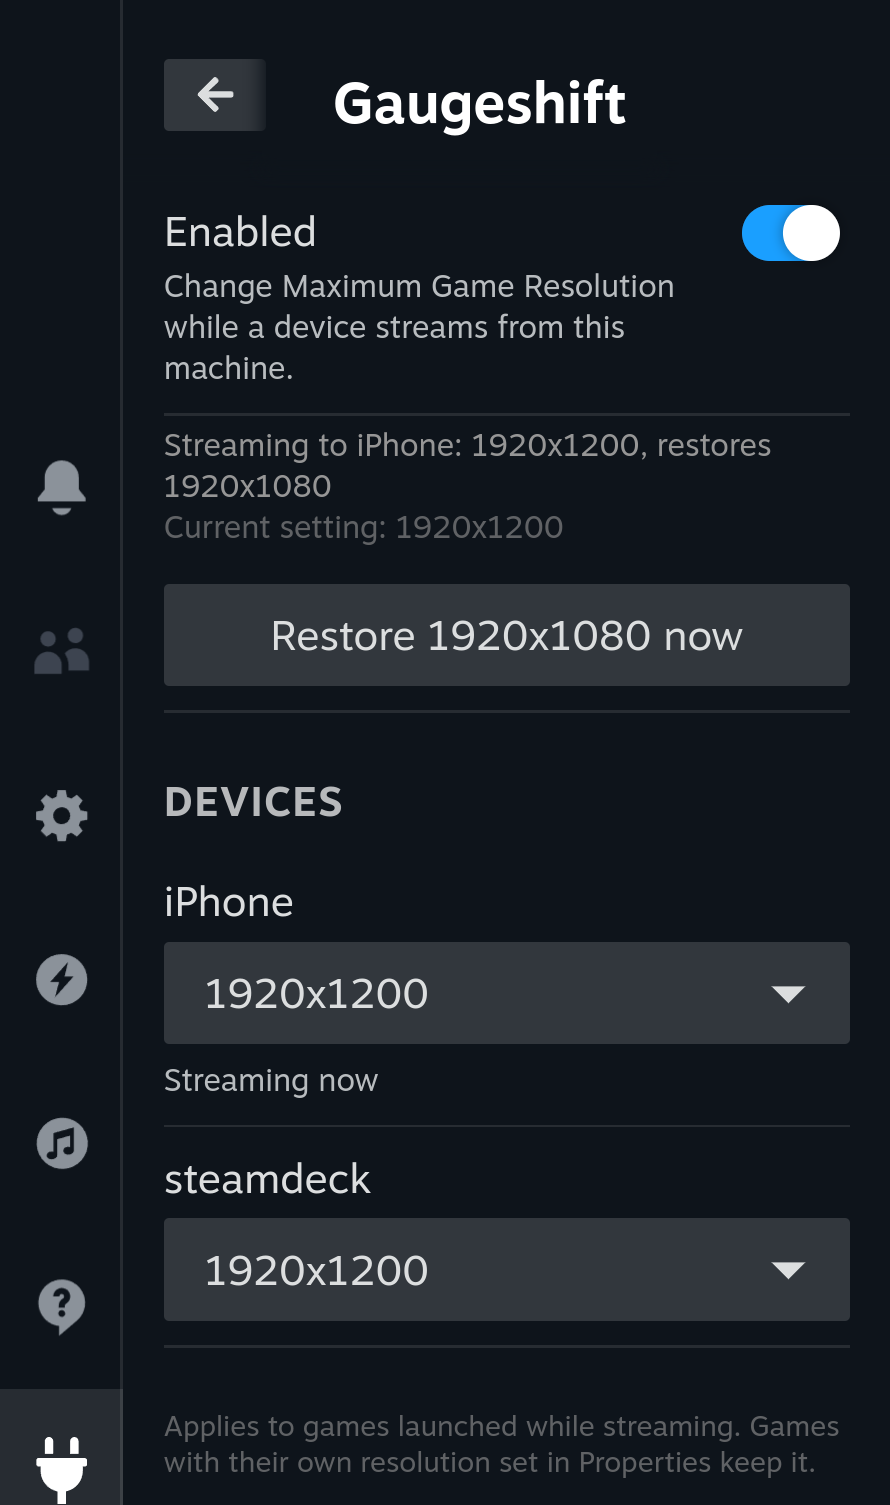 Gaugeshift
Enabled
Change Maximum Game Resolution
while a device streams from this
machine.
Streaming to iPhone: 1920x1200, restores
1920x1080
Current setting: 1920x1200
Restore 1920x1080 now
DEVICES
iPhone
1920x1200
Streaming now
steamdeck
1920x1200
Applies to games launched while streaming. Games
with their own resolution set in Properties keep it.